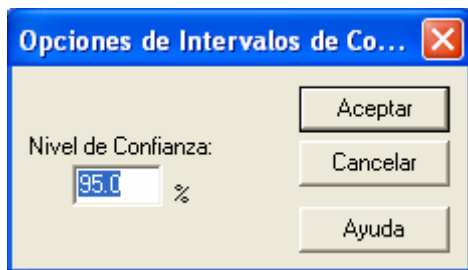 Opciones de Intervalos de Co...
Aceptar
Nivel de Confianza:
95.0 %
Cancelar
Ayuda